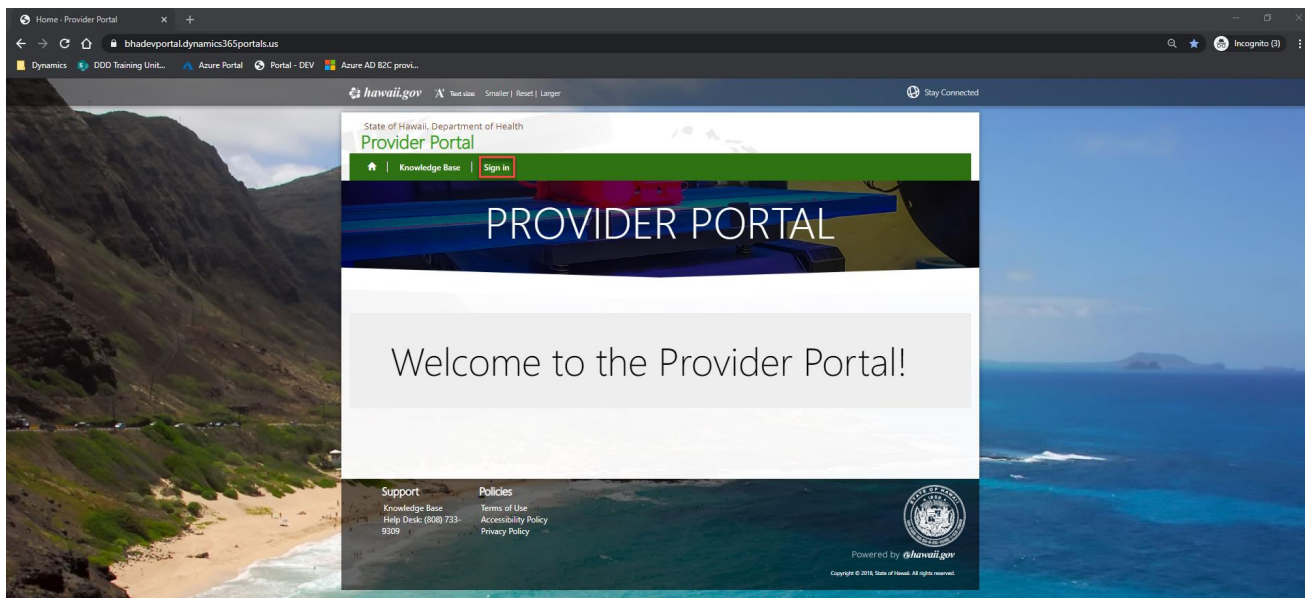 Home - Provider Portal
bhadevportal.dynamics365portals.us
Incognito (3)
Dynamics DDD Training Unit... Azure Portal Portal - DEV Azure AD B2C provi...
hawaii.gov Text size: Smaller | Reset | Larger
Stay Connected
State of Hawaii, Department of Health
Provider Portal
Knowledge Base | Sign in
PROVIDER PORTAL
Welcome to the Provider Portal!
Support
Knowledge Base
Help Desk: (808) 733-
9309
Policies
Terms of Use
Accessibility Policy
Privacy Policy
STATE OF HAWAII
1959
Powered by ehawaii.gov
Copyright © 2018, State of Hawaii. All rights reserved.